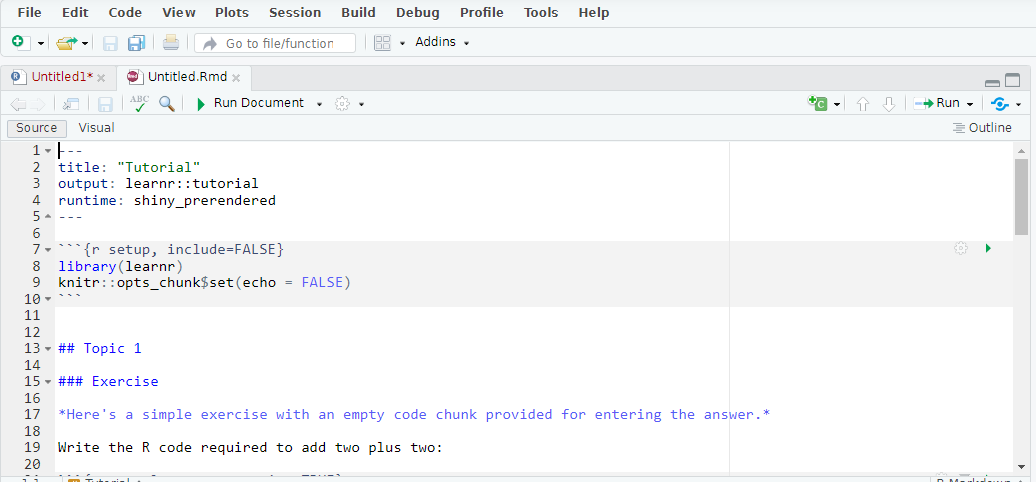 File Edit Code View Plots Session Build Debug Profile Tools Help
Go to file/function Addins
Untitled1* Untitled.Rmd
ABC Run Document Run
Source Visual Outline
1 ---
2 title: "Tutorial"
3 output: learnr::tutorial
4 runtime: shiny_prerendered
5 ---
6
7 ```{r setup, include=FALSE}
8 library(learnr)
9 knitr::opts_chunk$set(echo = FALSE)
10 ```
11
12
13 ## Topic 1
14
15 ### Exercise
16
17 *Here's a simple exercise with an empty code chunk provided for entering the answer.*
18
19 Write the R code required to add two plus two:
20